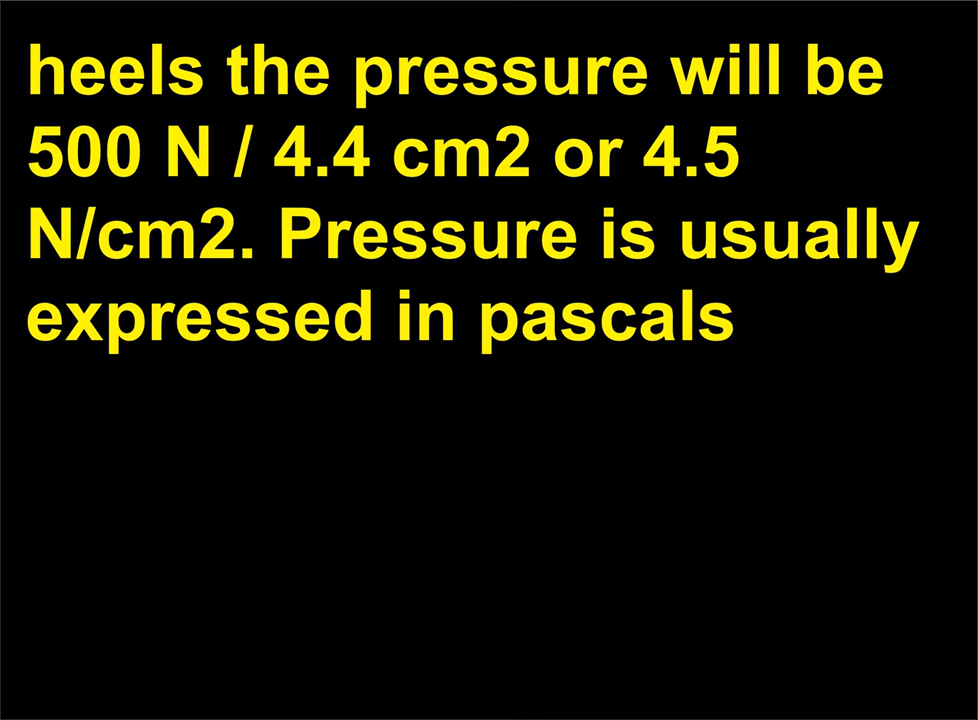 heels the pressure will be
500 N / 4.4 cm2 or 4.5
N/cm2. Pressure is usually
expressed in pascals